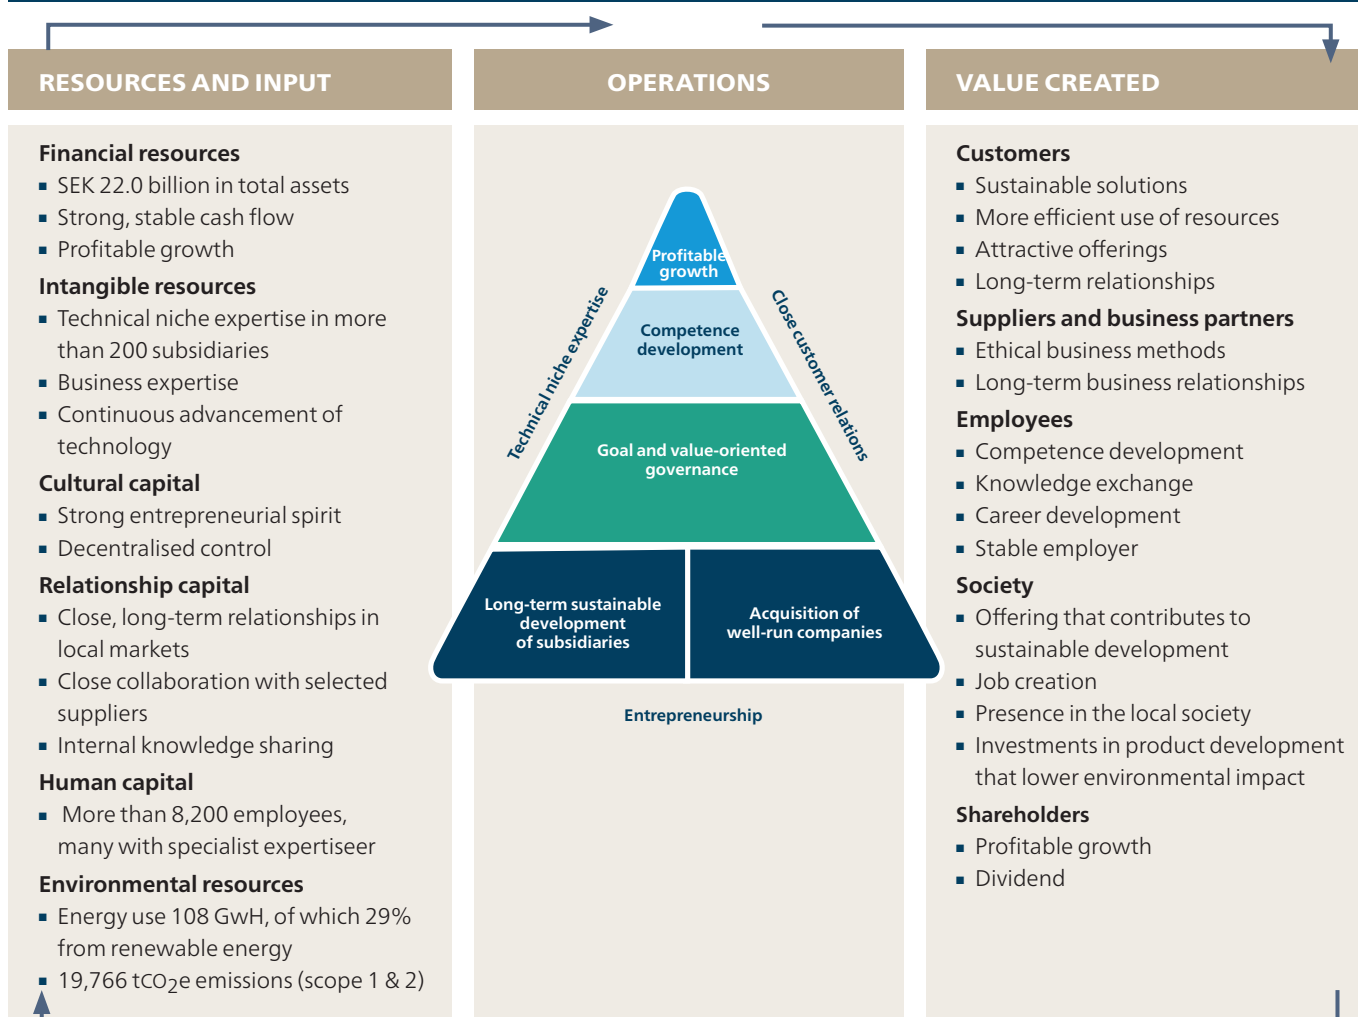 RESOURCES AND INPUT
Financial resources
▪ SEK 22.0 billion in total assets
▪ Strong, stable cash flow
▪ Profitable growth
Intangible resources
▪ Technical niche expertise in more
than 200 subsidiaries
▪ Business expertise
▪ Continuous advancement of
technology
Cultural capital
▪ Strong entrepreneurial spirit
▪ Decentralised control
Relationship capital
▪ Close, long-term relationships in
local markets
▪ Close collaboration with selected
suppliers
▪ Internal knowledge sharing
Human capital
▪ More than 8,200 employees,
many with specialist expertiseer
Environmental resources
▪ Energy use 108 GwH, of which 29%
from renewable energy
▪ 19,766 tCO₂e emissions (scope 1 & 2)
OPERATIONS
Profitable
growth
Competence
development
Technical niche expertise
Close customer relations
Goal and value-oriented
governance
Long-term sustainable
development
of subsidiaries
Acquisition of
well-run companies
Entrepreneurship
VALUE CREATED
Customers
▪ Sustainable solutions
▪ More efficient use of resources
▪ Attractive offerings
▪ Long-term relationships
Suppliers and business partners
▪ Ethical business methods
▪ Long-term business relationships
Employees
▪ Competence development
▪ Knowledge exchange
▪ Career development
▪ Stable employer
Society
▪ Offering that contributes to
sustainable development
▪ Job creation
▪ Presence in the local society
▪ Investments in product development
that lower environmental impact
Shareholders
▪ Profitable growth
▪ Dividend